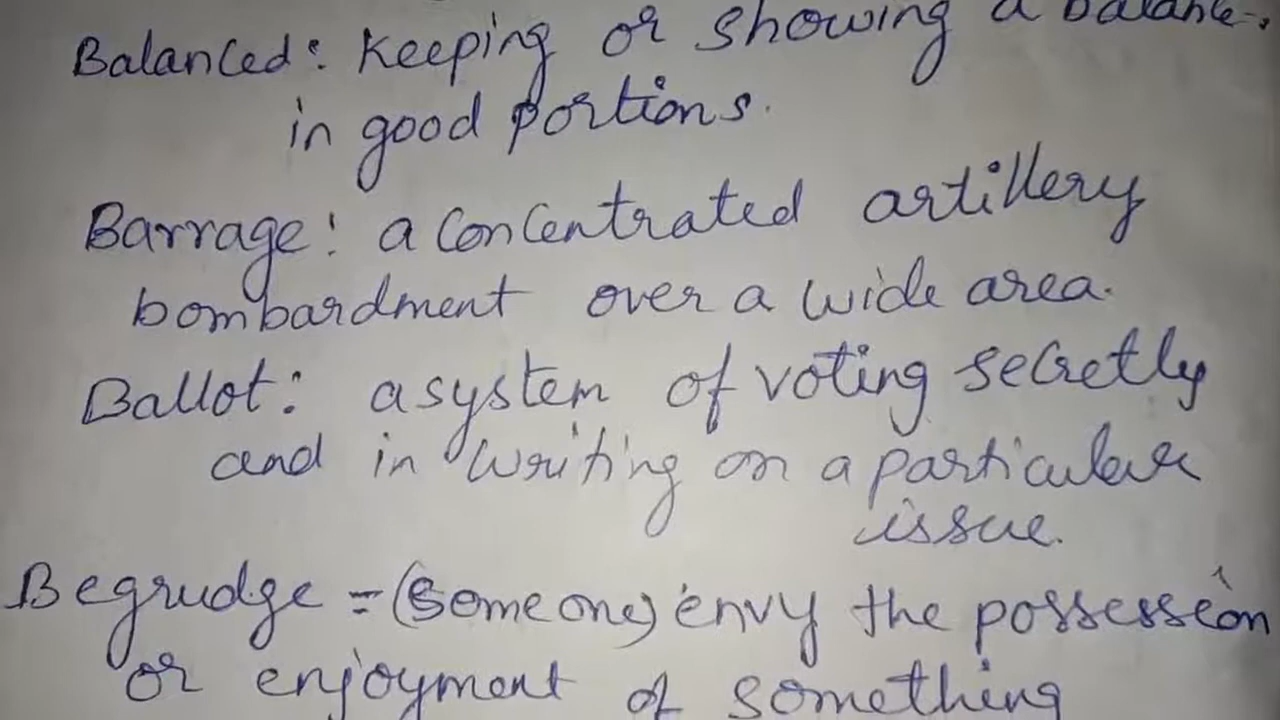 Balanced: Keeping or showing a balance.
in good portions.
Barrage: a concentrated artillery
bombardment over a wide area.
Ballot: a system of voting secretly
and in writing on a particular
issue.
Begrudge = (Someone) envy the possession
or enjoyment of something